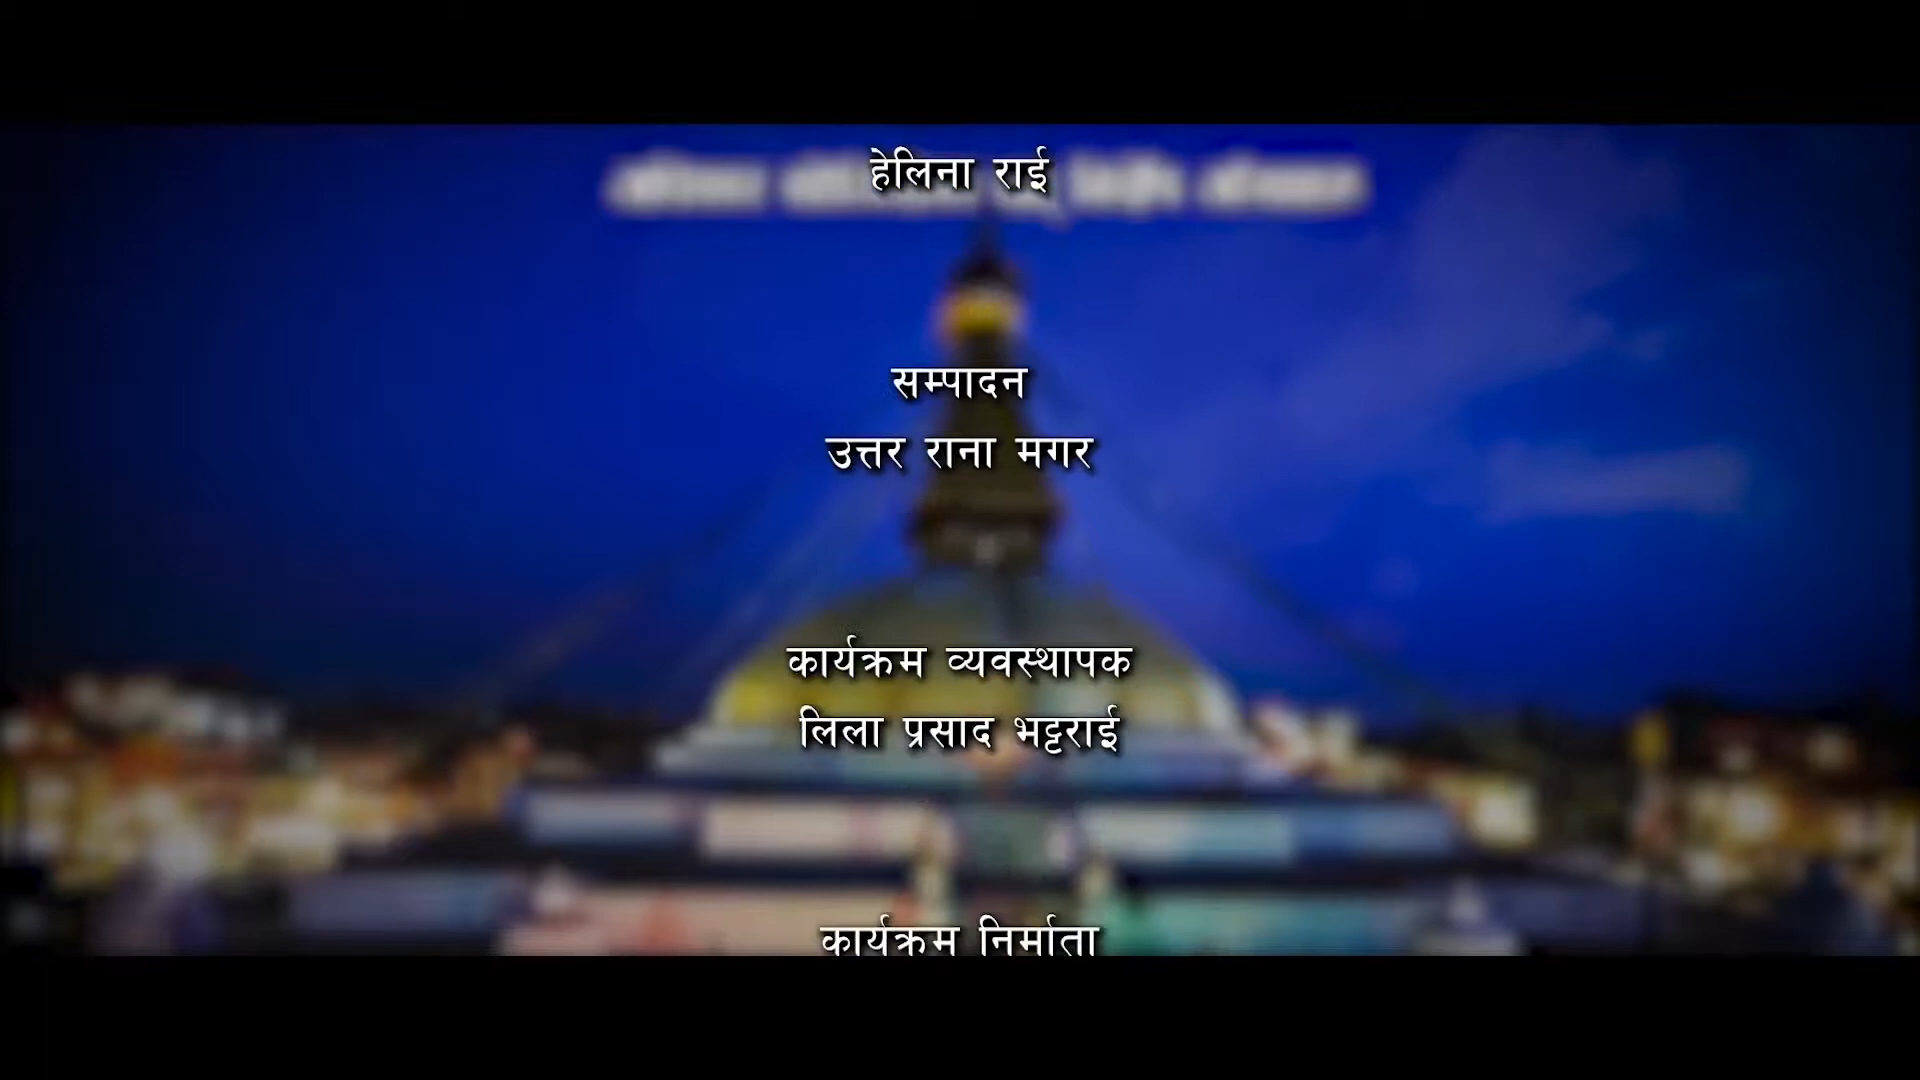 हेलिना राई
सम्पादन
उत्तर राना मगर
कार्यक्रम व्यवस्थापक
लिला प्रसाद भट्टराई
कार्यक्रम निर्माता